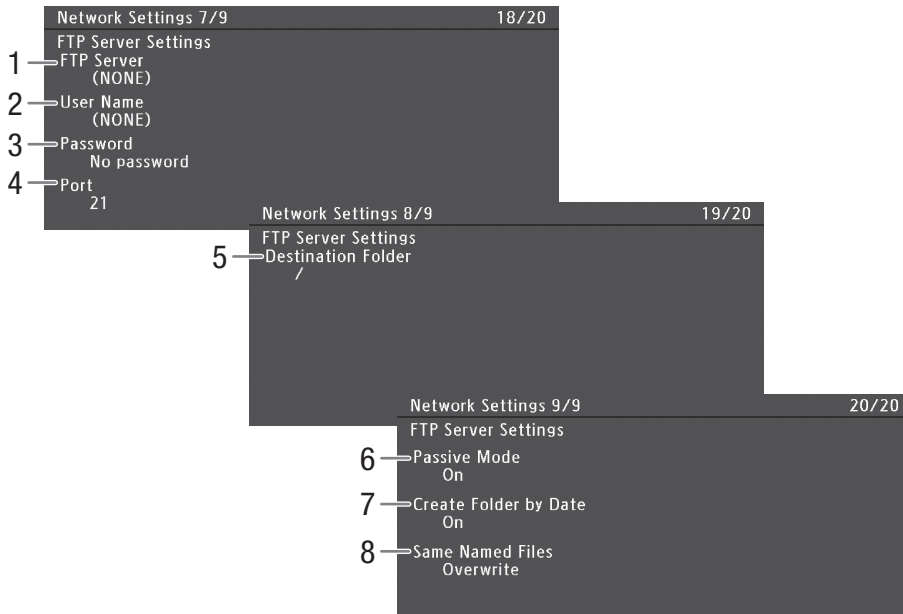 Network Settings 7/9 18/20
FTP Server Settings
1 FTP Server
(NONE)
2 User Name
(NONE)
3 Password
No password
4 Port
21
Network Settings 8/9 19/20
FTP Server Settings
5 Destination Folder
/
Network Settings 9/9 20/20
FTP Server Settings
6 Passive Mode
On
7 Create Folder by Date
On
8 Same Named Files
Overwrite